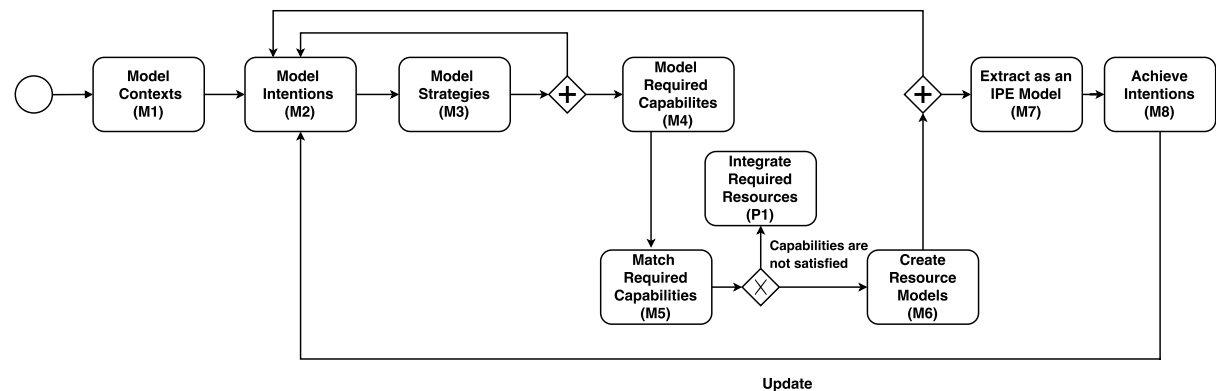 Model
Contexts
(M1)
Model
Intentions
(M2)
Model
Strategies
(M3)
Model
Required
Capabilites
(M4)
Extract as an
IPE Model
(M7)
Achieve
Intentions
(M8)
Integrate
Required
Resources
(P1)
Capabilities are
not satisfied
Match
Required
Capabilities
(M5)
Create
Resource
Models
(M6)
Update